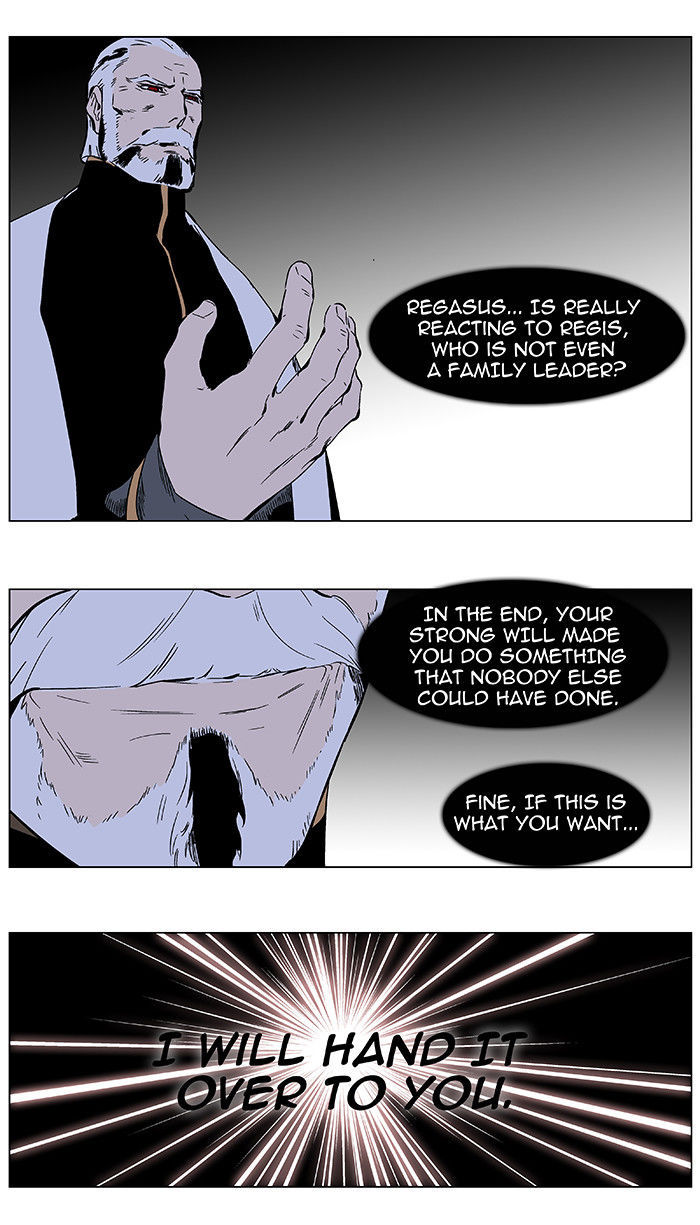 REGASUS... IS REALLY
REACTING TO REGIS,
WHO IS NOT EVEN
A FAMILY LEADER?
IN THE END, YOUR
STRONG WILL MADE
YOU DO SOMETHING
THAT NOBODY ELSE
COULD HAVE DONE.
FINE, IF THIS IS
WHAT YOU WANT...
I WILL HAND IT
OVER TO YOU.